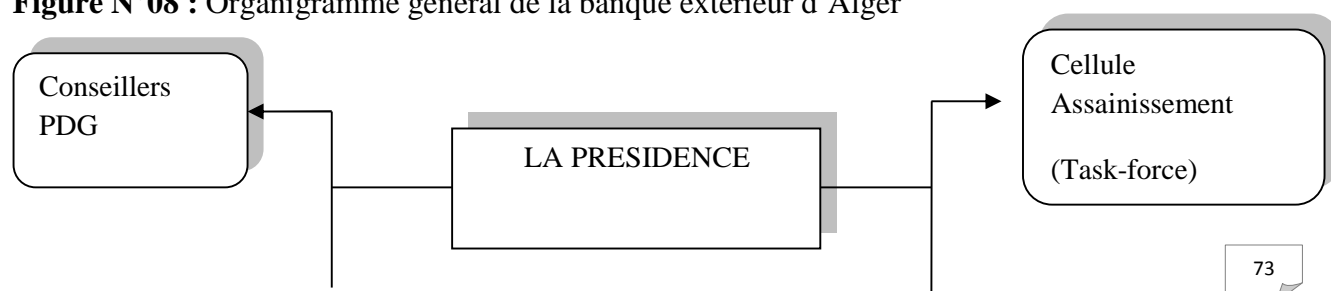 Figure N°08 : Organigramme général de la banque extérieur d'Alger
Conseillers
PDG
LA PRESIDENCE
Cellule
Assainissement
(Task-force)
73